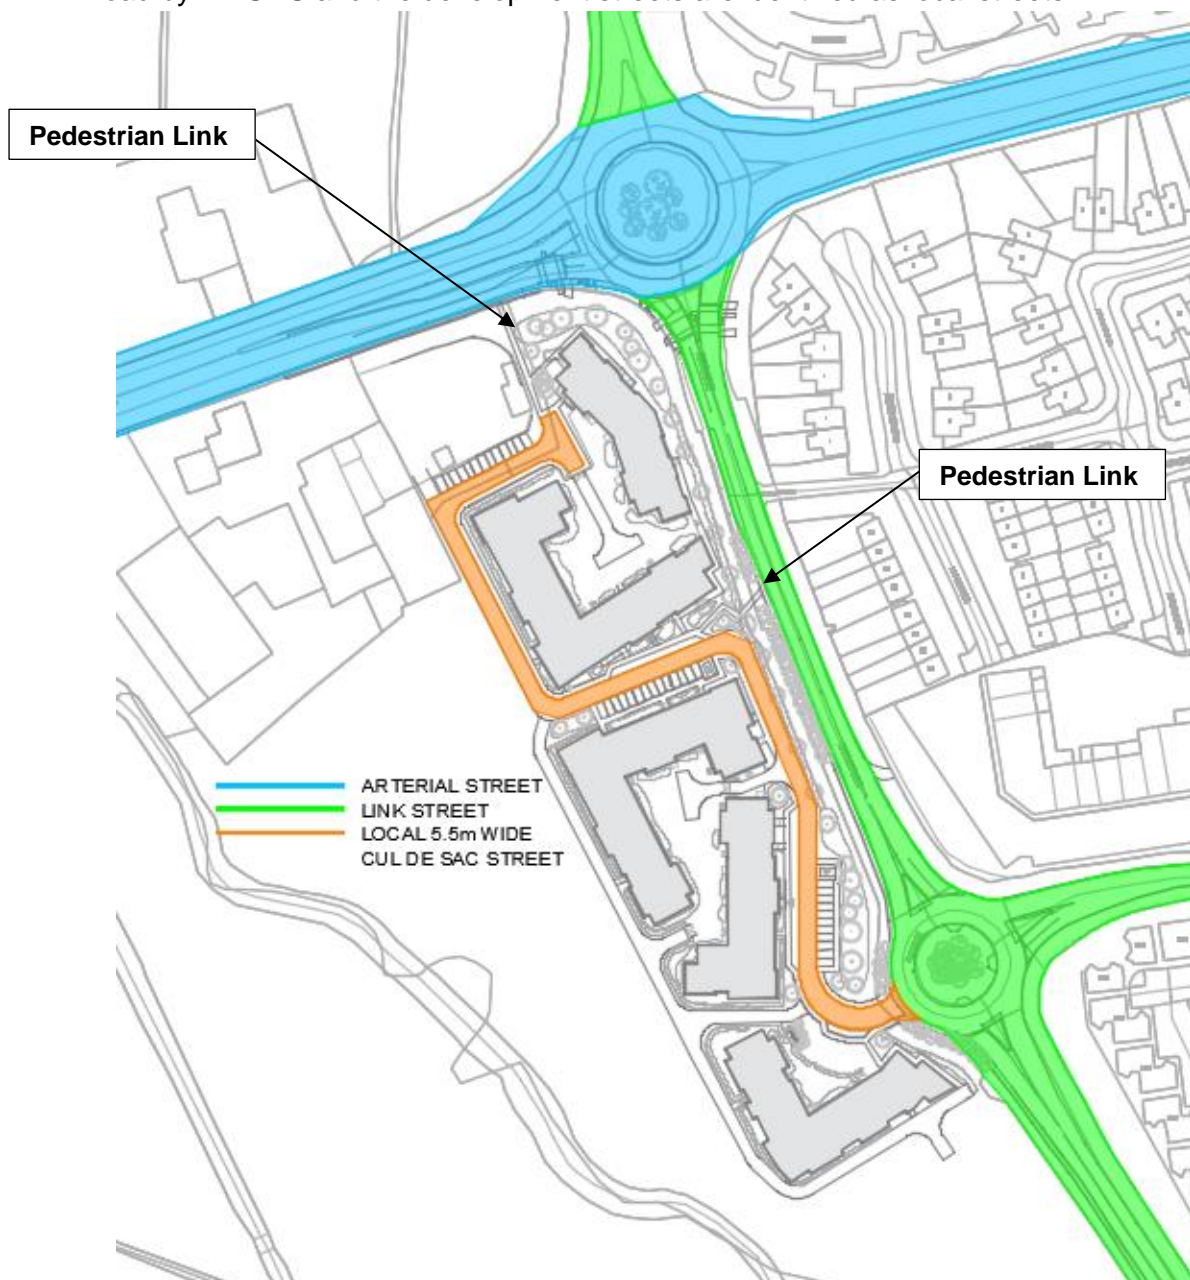 Pedestrian Link
Pedestrian Link
ARTERIAL STREET
LINK STREET
LOCAL 5.5m WIDE
CUL DE SAC STREET